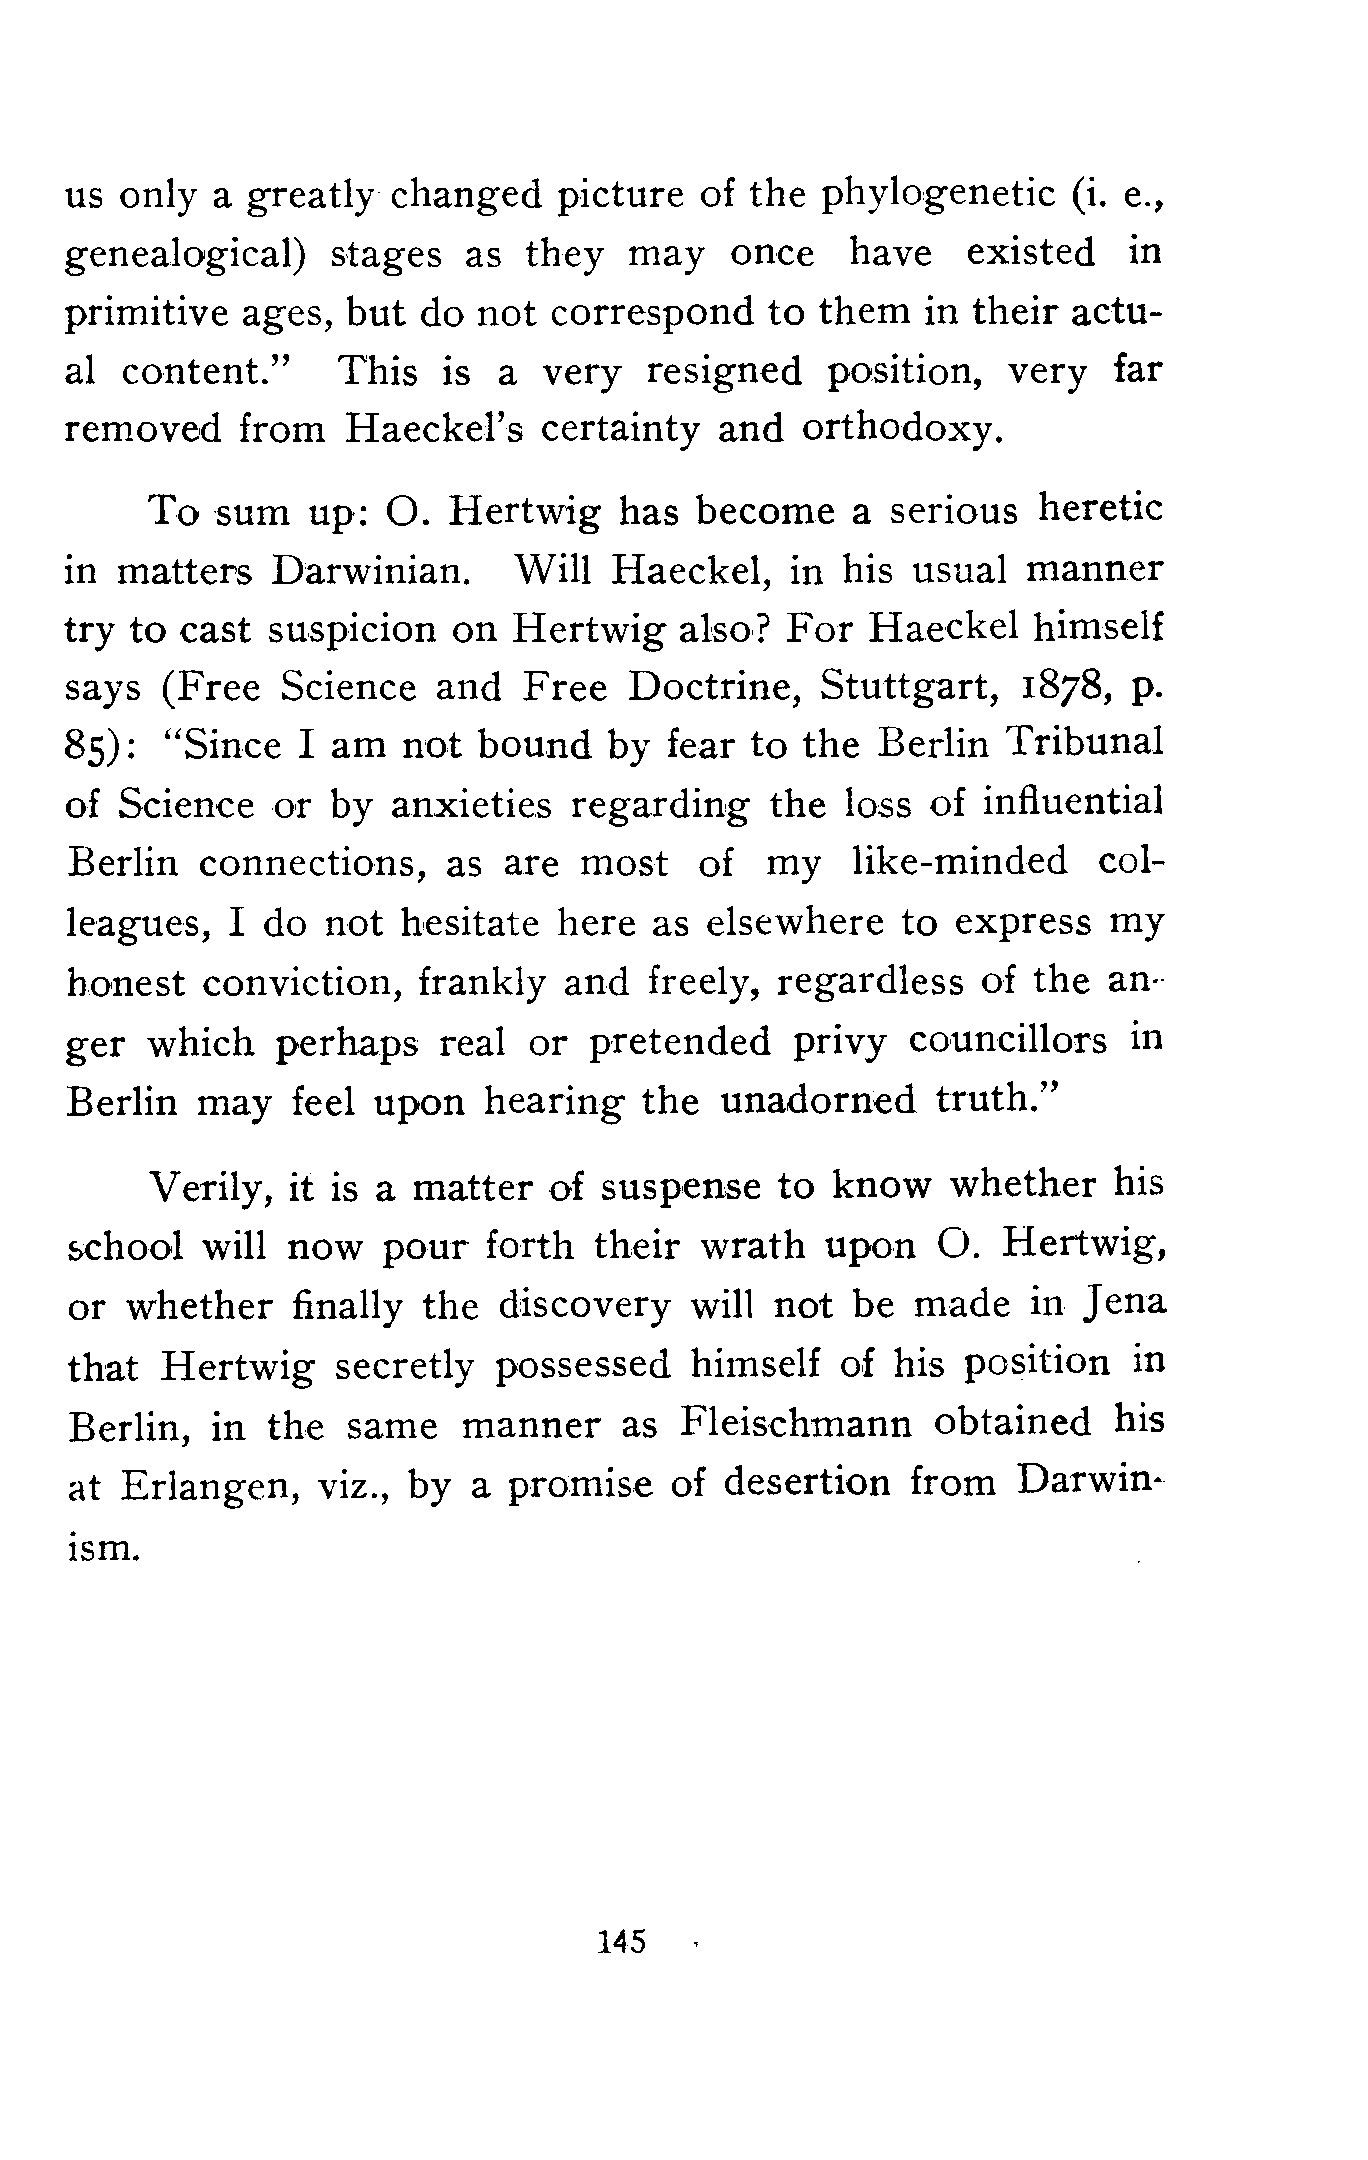 us only a greatly changed picture of the phylogenetic (i. e.,
genealogical) stages as they may once have existed in
primitive ages, but do not correspond to them in their actu-
al content." This is a very resigned position, very far
removed from Haeckel's certainty and orthodoxy.
To sum up: O. Hertwig has become a serious heretic
in matters Darwinian. Will Haeckel, in his usual manner
try to cast suspicion on Hertwig also? For Haeckel himself
says (Free Science and Free Doctrine, Stuttgart, 1878, p.
85): "Since I am not bound by fear to the Berlin Tribunal
of Science or by anxieties regarding the loss of influential
Berlin connections, as are most of my like-minded col-
leagues, I do not hesitate here as elsewhere to express my
honest conviction, frankly and freely, regardless of the an-
ger which perhaps real or pretended privy councillors in
Berlin may feel upon hearing the unadorned truth."
Verily, it is a matter of suspense to know whether his
school will now pour forth their wrath upon O. Hertwig,
or whether finally the discovery will not be made in Jena
that Hertwig secretly possessed himself of his position in
Berlin, in the same manner as Fleischmann obtained his
at Erlangen, viz., by a promise of desertion from Darwin-
ism.
145